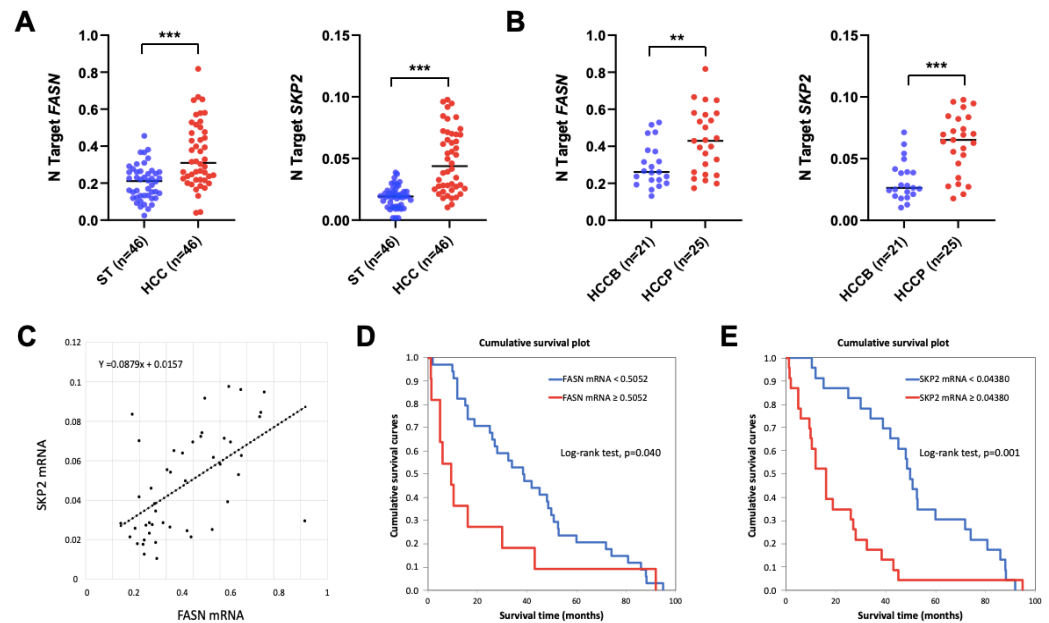 A
B
***
***
**
***
N Target FASN
1.0
0.8
0.6
0.4
0.2
0.0
ST (n=46)
HCC (n=46)
N Target SKP2
0.15
0.10
0.05
0.00
ST (n=46)
HCC (n=46)
N Target FASN
1.0
0.8
0.6
0.4
0.2
0.0
HCCB (n=21)
HCCP (n=25)
N Target SKP2
0.15
0.10
0.05
0.00
HCCB (n=21)
HCCP (n=25)
C
Y =0.0879x + 0.0157
SKP2 mRNA
0.12
0.1
0.08
0.06
0.04
0.02
0
0.2
0.4
0.6
0.8
1
FASN mRNA
D
Cumulative survival plot
Cumulative survival curves
1.0
0.9
0.8
0.7
0.6
0.5
0.4
0.3
0.2
0.1
0.0
FASN mRNA < 0.5052
FASN mRNA ≥ 0.5052
Log-rank test, p=0.040
0
20
40
60
80
100
Survival time (months)
E
Cumulative survival plot
Cumulative survival curves
1.0
0.9
0.8
0.7
0.6
0.5
0.4
0.3
0.2
0.1
0.0
SKP2 mRNA < 0.04380
SKP2 mRNA ≥ 0.04380
Log-rank test, p=0.001
0
20
40
60
80
100
Survival time (months)